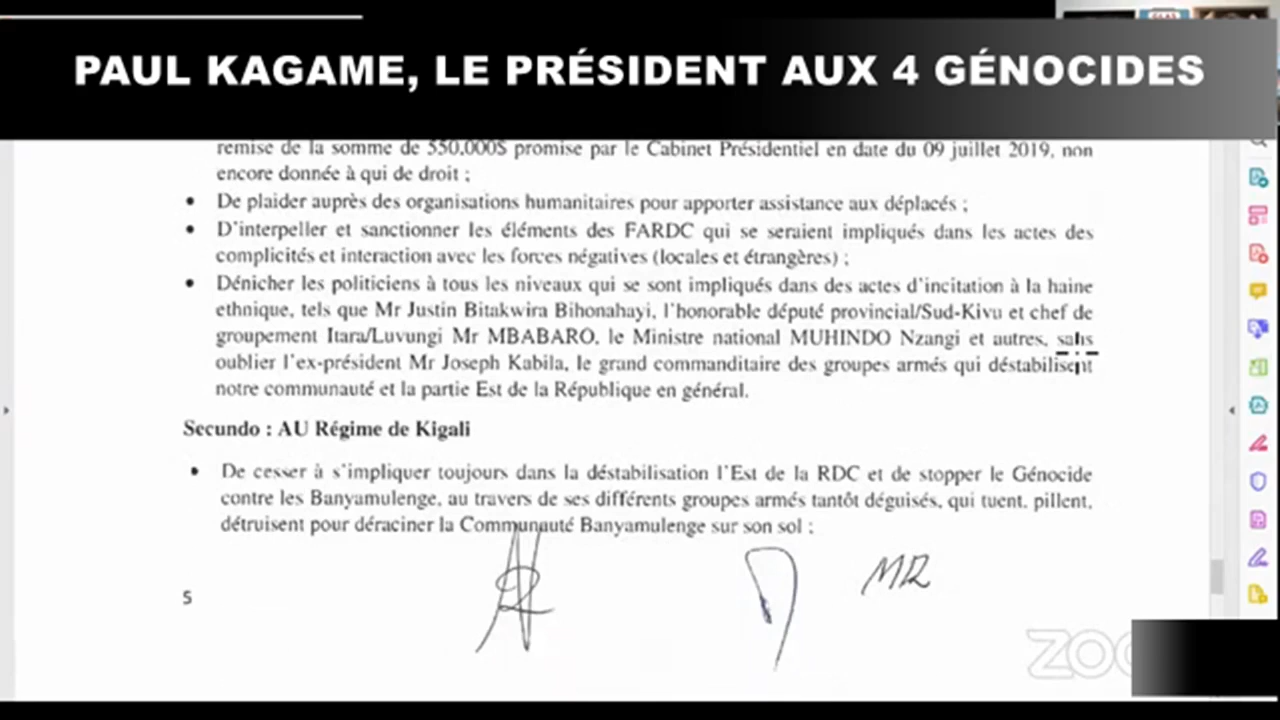 PAUL KAGAME, LE PRÉSIDENT AUX 4 GÉNOCIDES
remise de la somme de 550.000$ promise par le Cabinet Présidentiel en date du 09 juillet 2019, non
encore donnée à qui de droit ;
• De plaider auprès des organisations humanitaires pour apporter assistance aux déplacés ;
• D'interpeller et sanctionner les éléments des FARDC qui se seraient impliqués dans les actes des
complicités et interaction avec les forces négatives (locales et étrangères) ;
• Dénicher les politiciens à tous les niveaux qui se sont impliqués dans des actes d'incitation à la haine
ethnique, tels que Mr Justin Bitakwira Bihonahayi, l'honorable député provincial/Sud-Kivu et chef de
groupement Itara/Luvungi Mr MBABARO, le Ministre national MUHINDO Nzangi et autres, sans
oublier l'ex-président Mr Joseph Kabila, le grand commanditaire des groupes armés qui déstabilisent
notre communauté et la partie Est de la République en général.
Secundo : AU Régime de Kigali
• De cesser à s'impliquer toujours dans la déstabilisation l'Est de la RDC et de stopper le Génocide
contre les Banyamulenge, au travers de ses différents groupes armés tantôt déguisés, qui tuent, pillent,
détruisent pour déraciner la Communauté Banyamulenge sur son sol ;
5